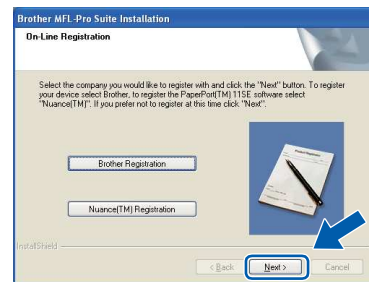 Brother MFL-Pro Suite Installation
On-Line Registration
Select the company you would like to register with and click the "Next" button. To register
your device select Brother, to register the PaperPort(TM) 11SE software select
"Nuance(TM)". If you prefer not to register at this time click "Next".
Brother Registration
Nuance(TM) Registration
InstallShield
< Back
Next >
Cancel